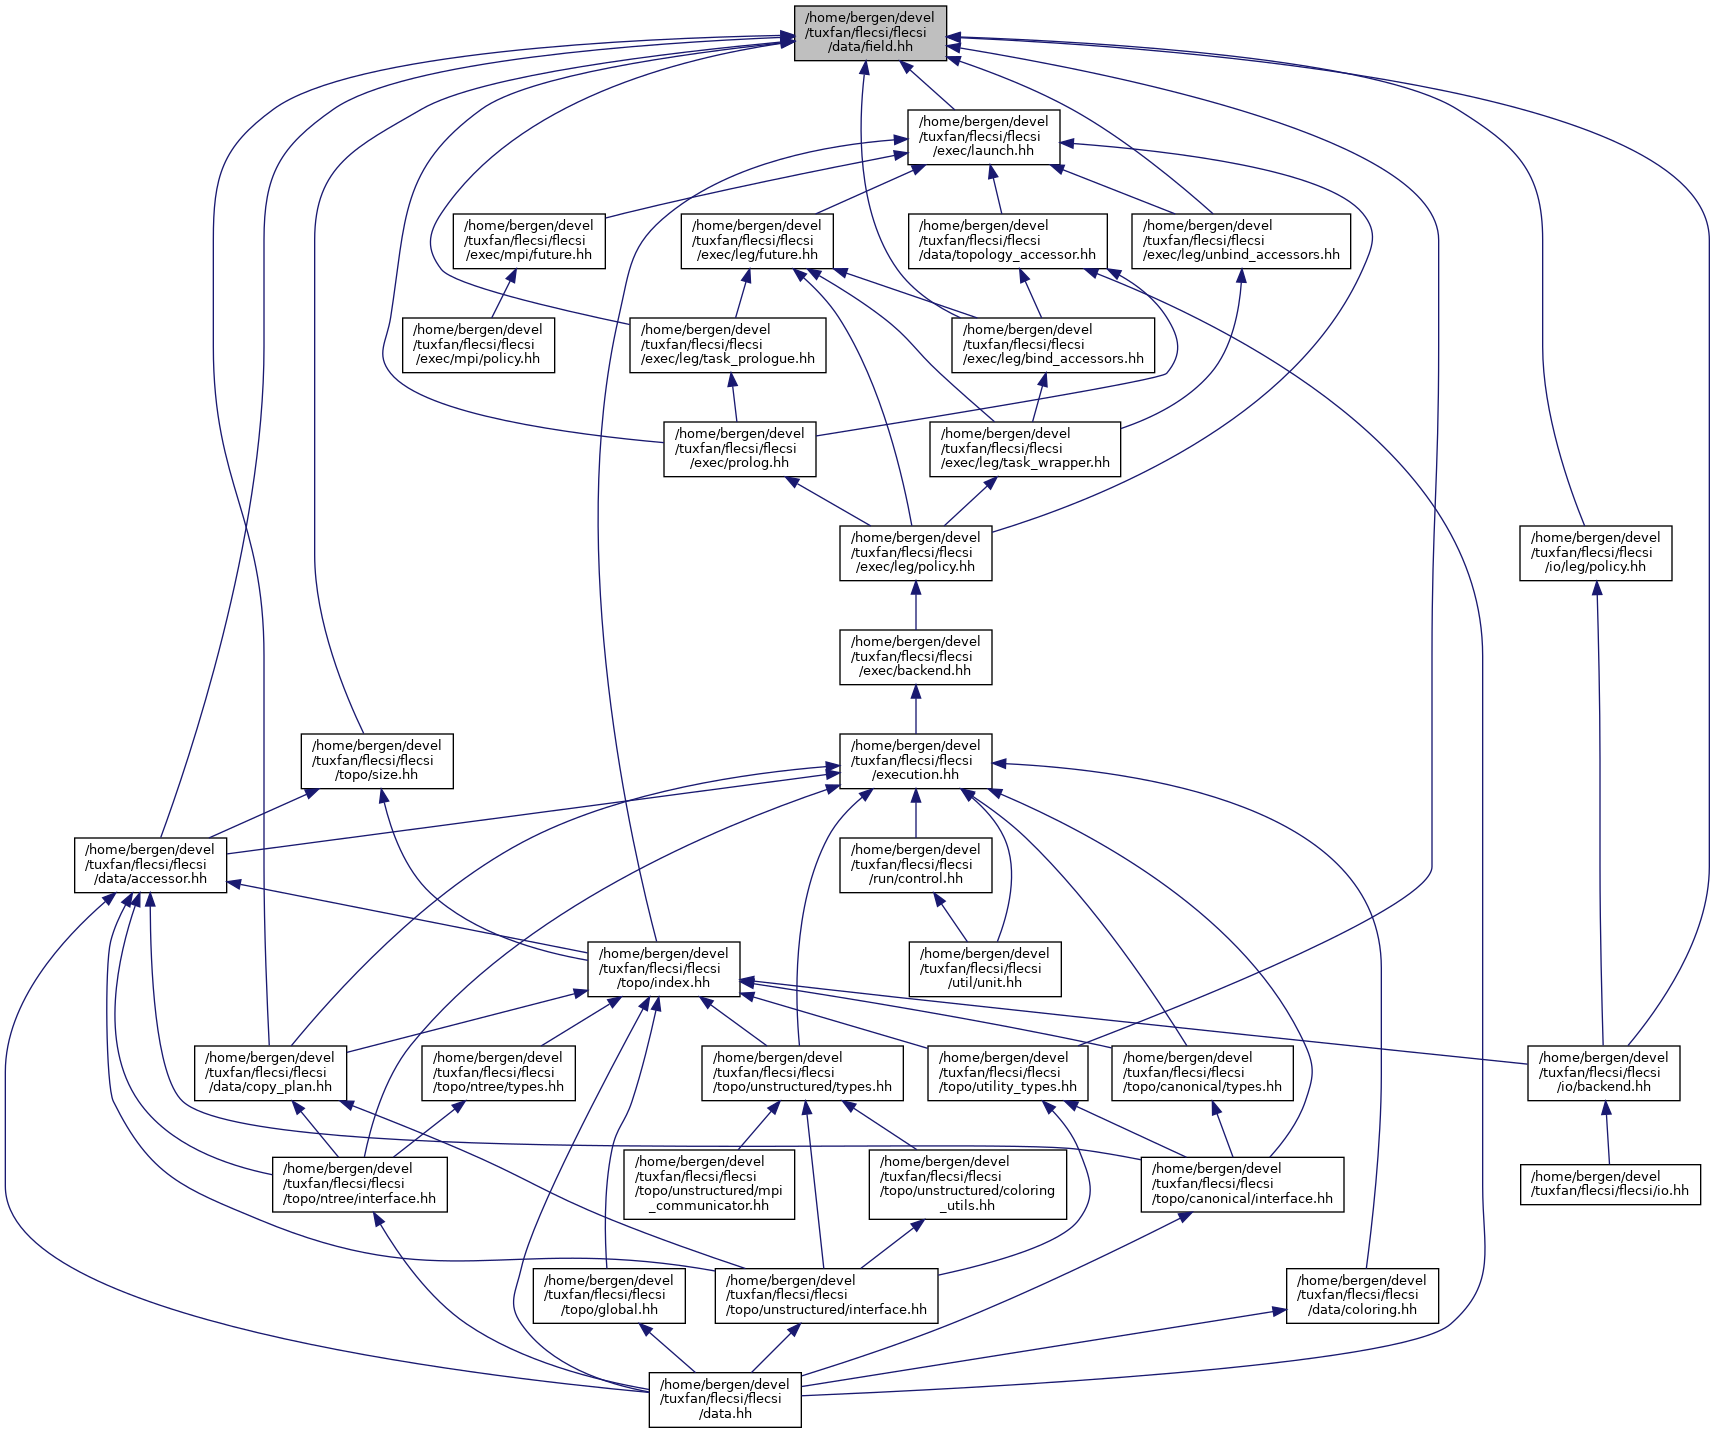 /home/bergen/devel
/tuxfan/flecsi/flecsi
/data/field.hh
/home/bergen/devel
/tuxfan/flecsi/flecsi
/exec/launch.hh
/home/bergen/devel
/tuxfan/flecsi/flecsi
/exec/mpi/future.hh
/home/bergen/devel
/tuxfan/flecsi/flecsi
/exec/leg/future.hh
/home/bergen/devel
/tuxfan/flecsi/flecsi
/data/topology_accessor.hh
/home/bergen/devel
/tuxfan/flecsi/flecsi
/exec/leg/unbind_accessors.hh
/home/bergen/devel
/tuxfan/flecsi/flecsi
/exec/mpi/policy.hh
/home/bergen/devel
/tuxfan/flecsi/flecsi
/exec/leg/task_prologue.hh
/home/bergen/devel
/tuxfan/flecsi/flecsi
/exec/leg/bind_accessors.hh
/home/bergen/devel
/tuxfan/flecsi/flecsi
/exec/prolog.hh
/home/bergen/devel
/tuxfan/flecsi/flecsi
/exec/leg/task_wrapper.hh
/home/bergen/devel
/tuxfan/flecsi/flecsi
/exec/leg/policy.hh
/home/bergen/devel
/tuxfan/flecsi/flecsi
/io/leg/policy.hh
/home/bergen/devel
/tuxfan/flecsi/flecsi
/exec/backend.hh
/home/bergen/devel
/tuxfan/flecsi/flecsi
/topo/size.hh
/home/bergen/devel
/tuxfan/flecsi/flecsi
/execution.hh
/home/bergen/devel
/tuxfan/flecsi/flecsi
/data/accessor.hh
/home/bergen/devel
/tuxfan/flecsi/flecsi
/run/control.hh
/home/bergen/devel
/tuxfan/flecsi/flecsi
/topo/index.hh
/home/bergen/devel
/tuxfan/flecsi/flecsi
/util/unit.hh
/home/bergen/devel
/tuxfan/flecsi/flecsi
/data/copy_plan.hh
/home/bergen/devel
/tuxfan/flecsi/flecsi
/topo/ntree/types.hh
/home/bergen/devel
/tuxfan/flecsi/flecsi
/topo/unstructured/types.hh
/home/bergen/devel
/tuxfan/flecsi/flecsi
/topo/utility_types.hh
/home/bergen/devel
/tuxfan/flecsi/flecsi
/topo/canonical/types.hh
/home/bergen/devel
/tuxfan/flecsi/flecsi
/io/backend.hh
/home/bergen/devel
/tuxfan/flecsi/flecsi
/topo/ntree/interface.hh
/home/bergen/devel
/tuxfan/flecsi/flecsi
/topo/unstructured/mpi
_communicator.hh
/home/bergen/devel
/tuxfan/flecsi/flecsi
/topo/unstructured/coloring
_utils.hh
/home/bergen/devel
/tuxfan/flecsi/flecsi
/topo/canonical/interface.hh
/home/bergen/devel
/tuxfan/flecsi/flecsi/io.hh
/home/bergen/devel
/tuxfan/flecsi/flecsi
/topo/global.hh
/home/bergen/devel
/tuxfan/flecsi/flecsi
/topo/unstructured/interface.hh
/home/bergen/devel
/tuxfan/flecsi/flecsi
/data/coloring.hh
/home/bergen/devel
/tuxfan/flecsi/flecsi
/data.hh